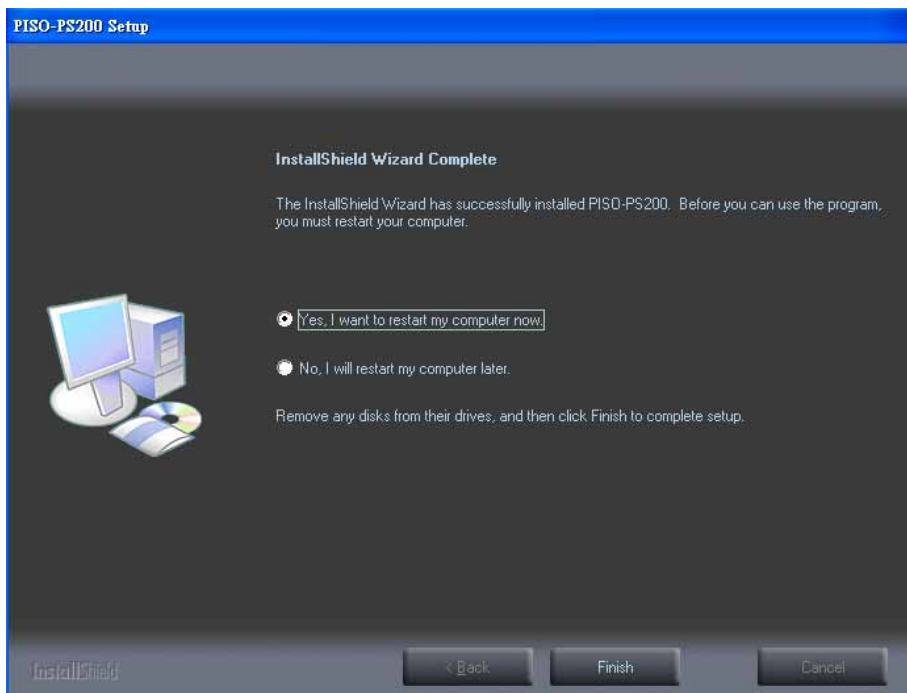 PISO-PS200 Setup
InstallShield Wizard Complete
The InstallShield Wizard has successfully installed PISO-PS200.  Before you can use the program,
you must restart your computer.
Yes, I want to restart my computer now.
No, I will restart my computer later.
Remove any disks from their drives, and then click Finish to complete setup.
InstallShield
< Back
Finish
Cancel